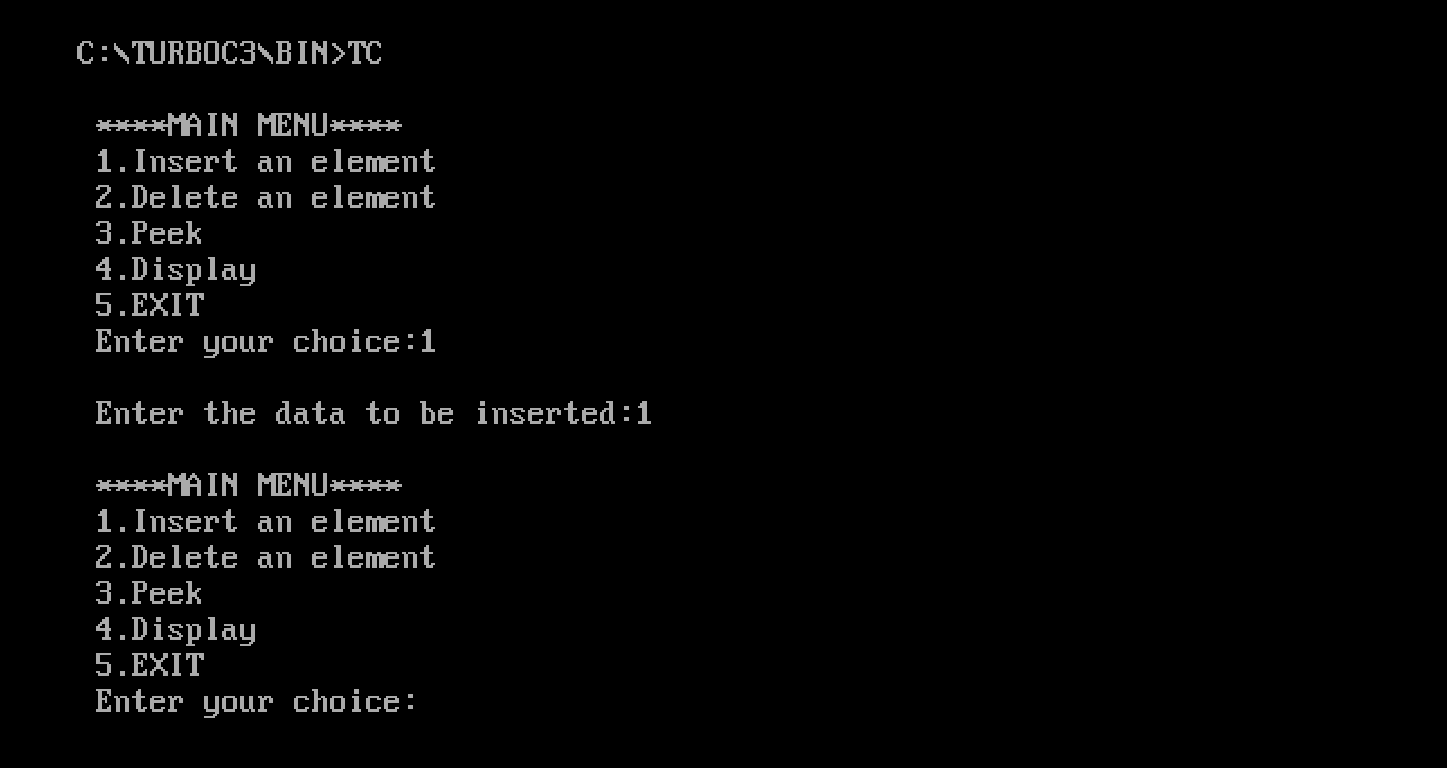 C:\TURBOC3\BIN>TC
****MAIN MENU****
1.Insert an element
2.Delete an element
3.Peek
4.Display
5.EXIT
Enter your choice:1
Enter the data to be inserted:1
****MAIN MENU****
1.Insert an element
2.Delete an element
3.Peek
4.Display
5.EXIT
Enter your choice: